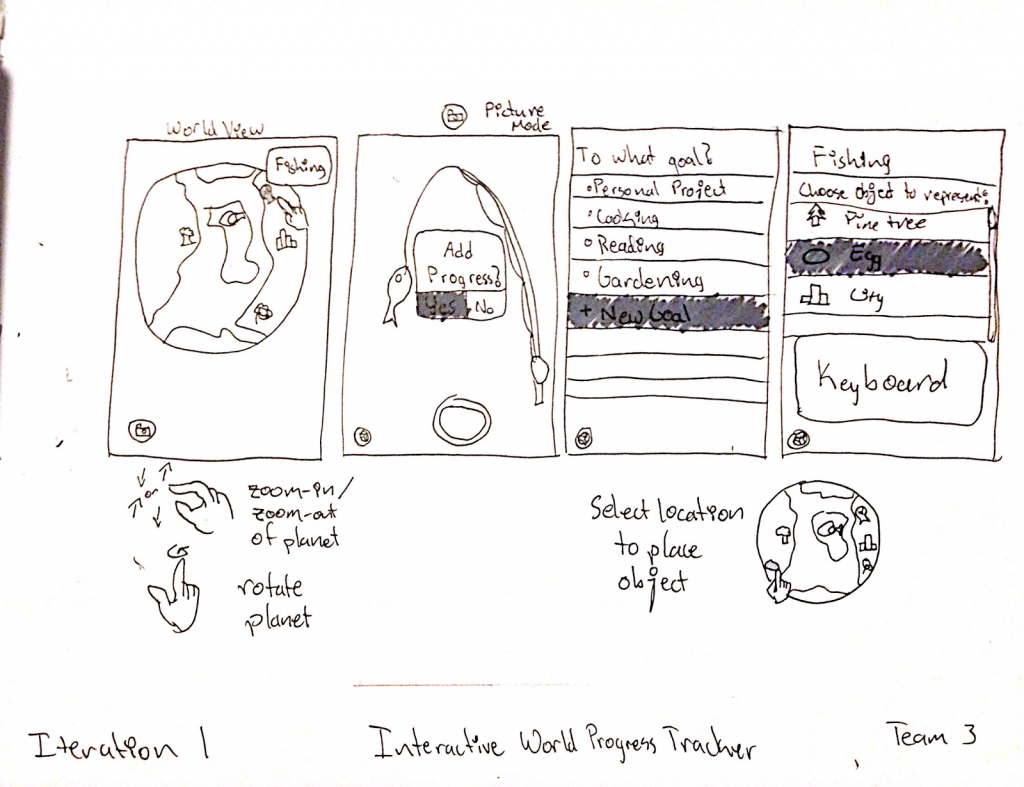 World View
Fishing
Picture
Mode
Add
Progress?
Yes No
To what goal?
Personal Project
Cooking
Reading
Gardening
+ New Goal
Fishing
Choose Object to represent:
Pine tree
Egg
City
Keyboard
or
zoom-in/
zoom-out
of planet
rotate
planet
Select location
to place
object
Iteration 1
Interactive World Progress Tracker
Team 3